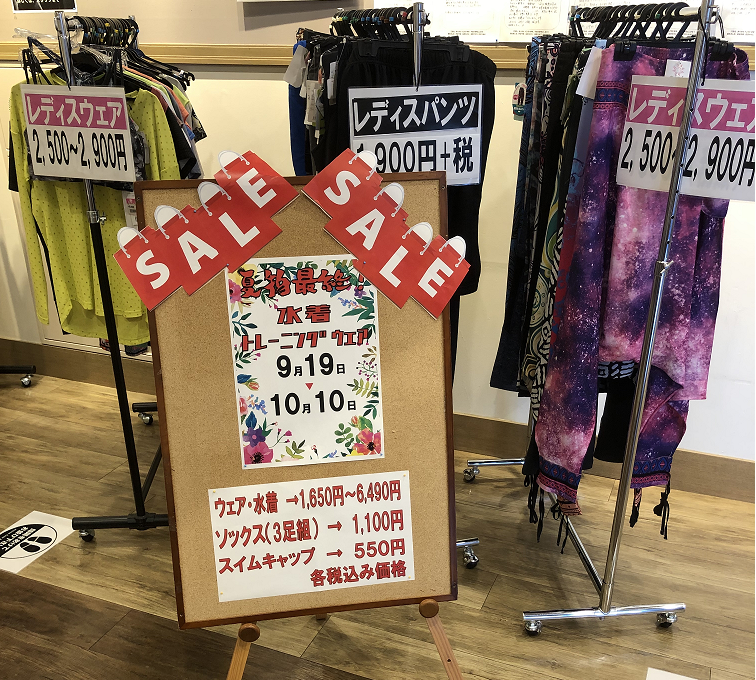 レディスウェア
2,500~2,900円
レディスパンツ
1,900円+税
レディスウェア
2,500~2,900円
SALE
SALE
夏物最終!
水着
トレーニングウェア
9月19日
▼
10月10日
ウェア・水着 →1,650円～6,490円
ソックス(3足組) → 1,100円
スイムキャップ → 550円
各税込み価格